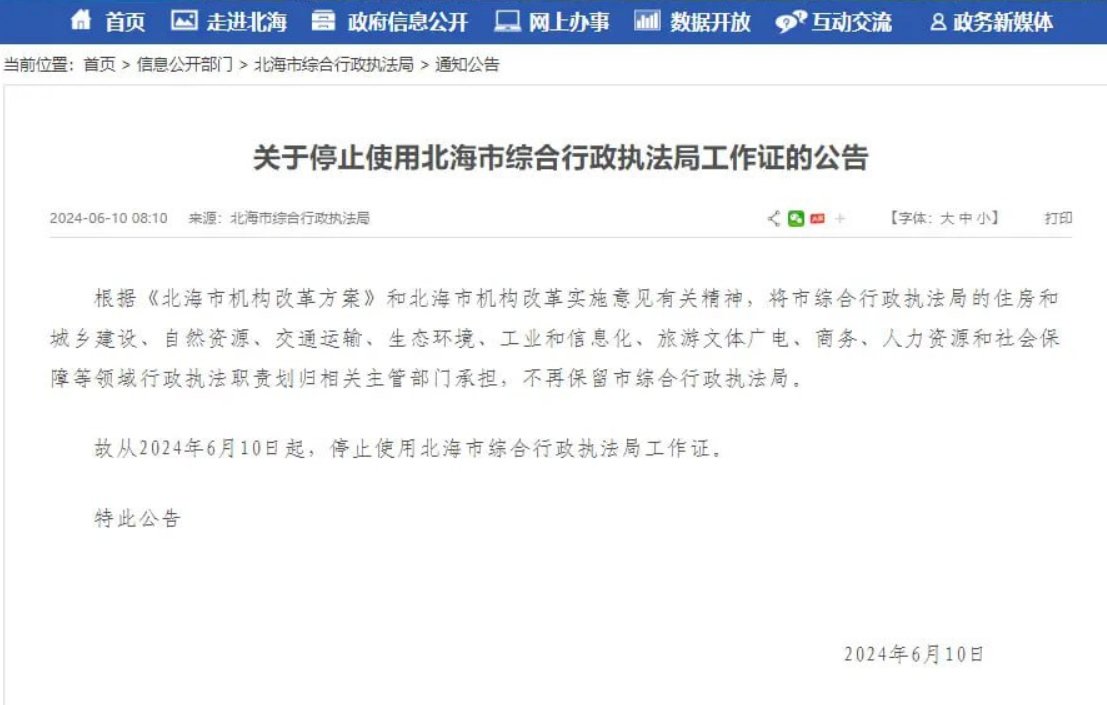 首页 走进北海 政府信息公开 网上办事 数据开放 互动交流 政务新媒体
当前位置：首页 > 信息公开部门 > 北海市综合行政执法局 > 通知公告
关于停止使用北海市综合行政执法局工作证的公告
2024-06-10 08:10 来源：北海市综合行政执法局 【字体：大 中 小】 打印
根据《北海市机构改革方案》和北海市机构改革实施意见有关精神，将市综合行政执法局的住房和
城乡建设、自然资源、交通运输、生态环境、工业和信息化、旅游文体广电、商务、人力资源和社会保
障等领域行政执法职责划归相关主管部门承担，不再保留市综合行政执法局。
故从2024年6月10日起，停止使用北海市综合行政执法局工作证。
特此公告
2024年6月10日